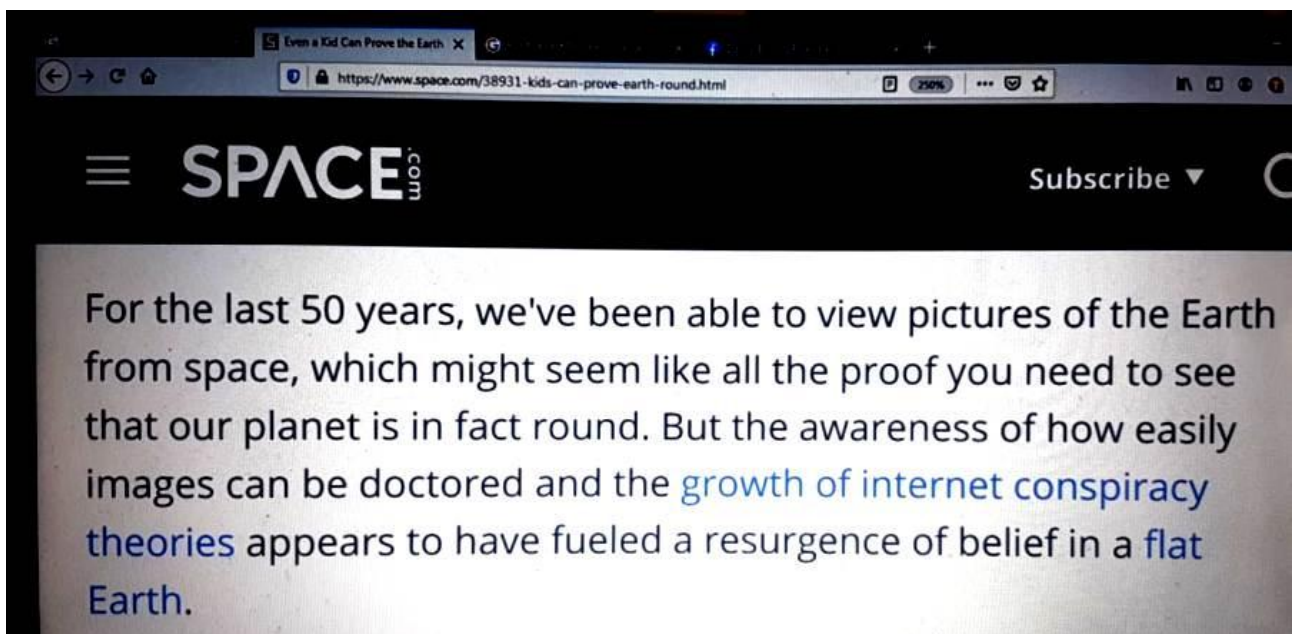 Even a Kid Can Prove the Earth
https://www.space.com/38931-kids-can-prove-earth-round.html
250%
SPACE.com
Subscribe
For the last 50 years, we've been able to view pictures of the Earth
from space, which might seem like all the proof you need to see
that our planet is in fact round. But the awareness of how easily
images can be doctored and the growth of internet conspiracy
theories appears to have fueled a resurgence of belief in a flat
Earth.